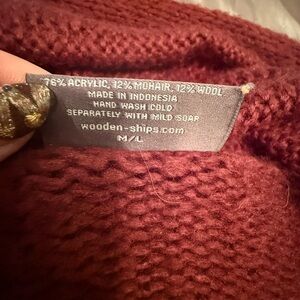 76% ACRYLIC, 12% MOHAIR, 12% WOOL
MADE IN INDONESIA
HAND WASH COLD
SEPARATELY WITH MILD SOAP
wooden-ships.com
M/L